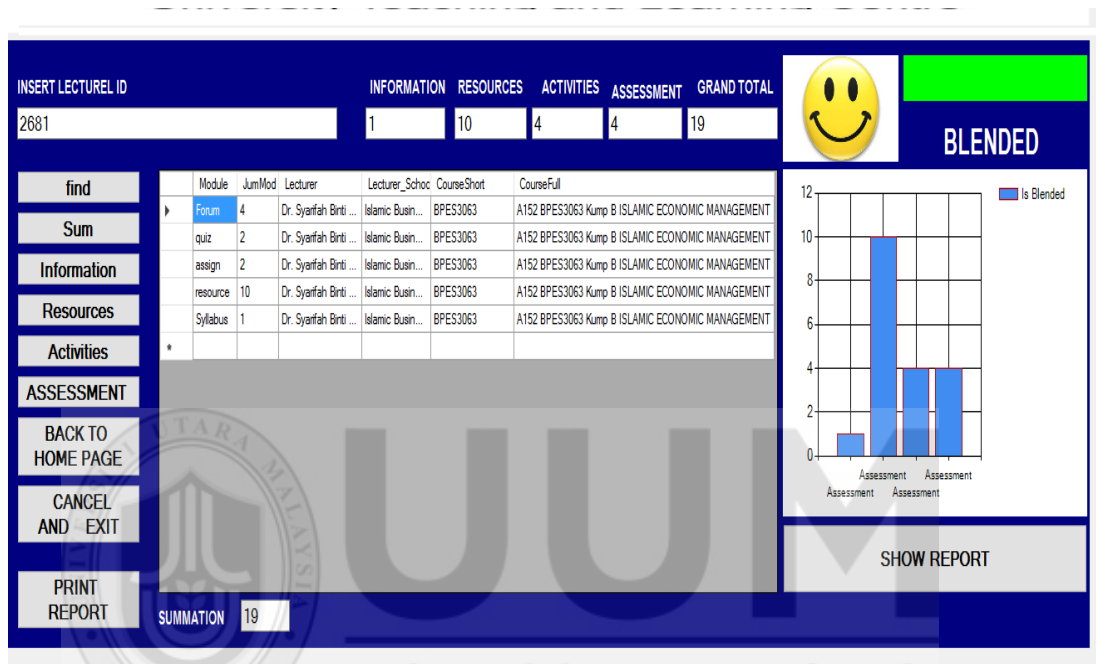 INSERT LECTUREL ID
INFORMATION RESOURCES ACTIVITIES ASSESSMENT GRAND TOTAL
2681 1 10 4 4 19
BLENDED
find
Sum
Information
Resources
Activities
ASSESSMENT
BACK TO
HOME PAGE
CANCEL
AND EXIT
PRINT
REPORT
Module JumMod Lecturer Lecturer_Schoo CourseShort CourseFull
Forum 4 Dr. Syarifah Binti ... Islamic Busin... BPES3063 A152 BPES3063 Kump B ISLAMIC ECONOMIC MANAGEMENT
quiz 2 Dr. Syarifah Binti ... Islamic Busin... BPES3063 A152 BPES3063 Kump B ISLAMIC ECONOMIC MANAGEMENT
assign 2 Dr. Syarifah Binti ... Islamic Busin... BPES3063 A152 BPES3063 Kump B ISLAMIC ECONOMIC MANAGEMENT
resource 10 Dr. Syarifah Binti ... Islamic Busin... BPES3063 A152 BPES3063 Kump B ISLAMIC ECONOMIC MANAGEMENT
Syllabus 1 Dr. Syarifah Binti ... Islamic Busin... BPES3063 A152 BPES3063 Kump B ISLAMIC ECONOMIC MANAGEMENT
*
SUMMATION 19
Is Blended
12
10
8
6
4
2
0
Assessment Assessment
Assessment Assessment
SHOW REPORT
UTARA MALAYSIA
UUM